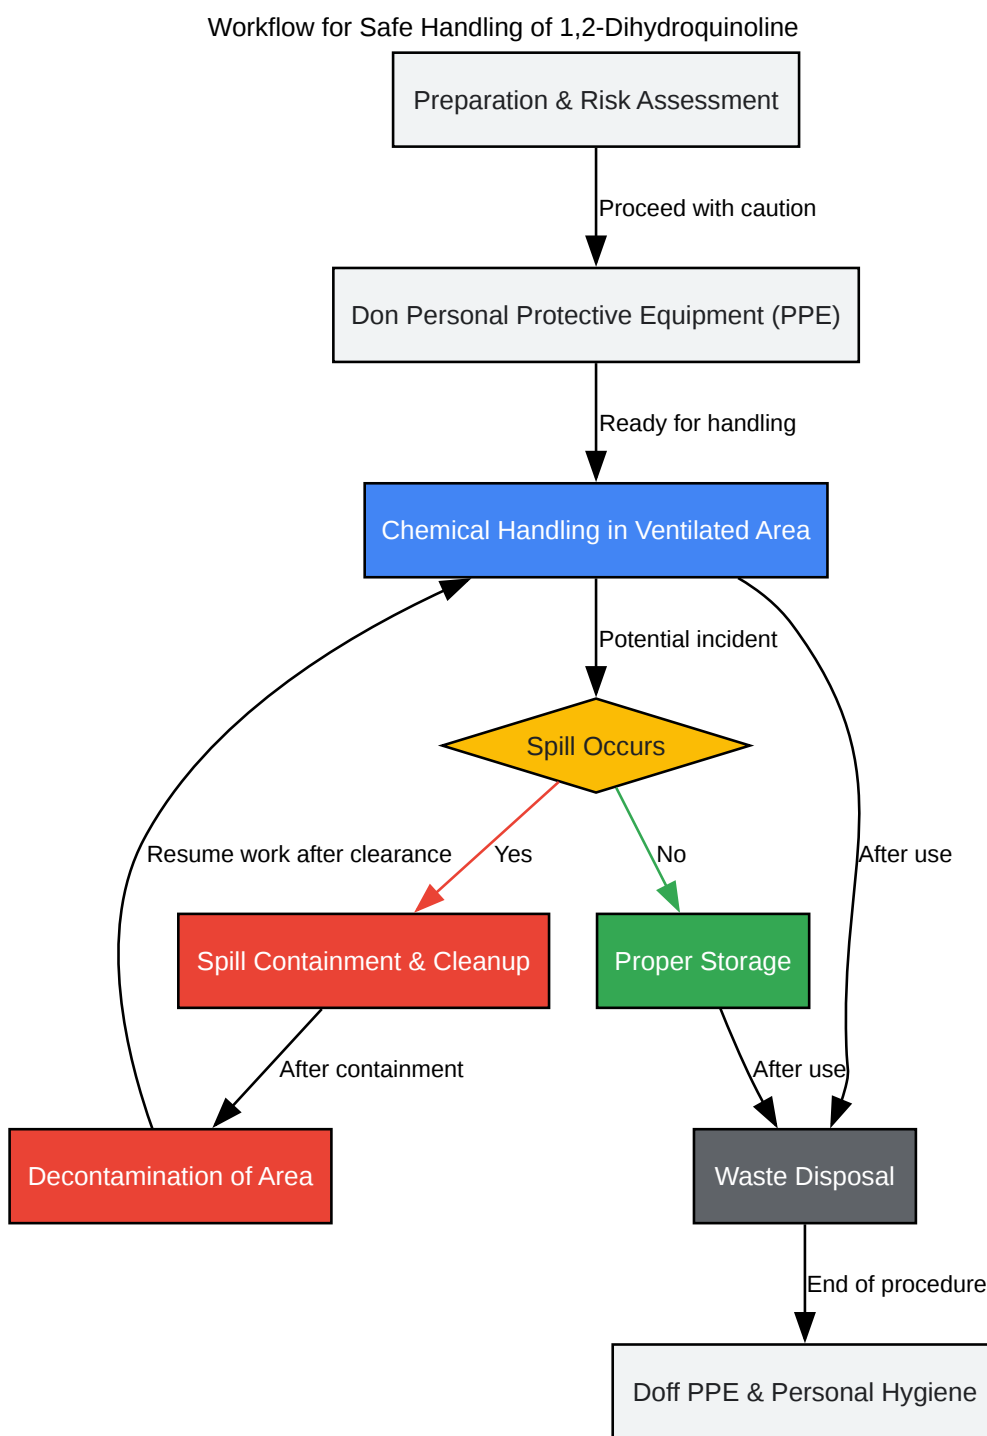 Workflow for Safe Handling of 1,2-Dihydroquinoline
Preparation & Risk Assessment
Proceed with caution
Don Personal Protective Equipment (PPE)
Ready for handling
Chemical Handling in Ventilated Area
Potential incident
Spill Occurs
Resume work after clearance
Yes
No
After use
Spill Containment & Cleanup
Proper Storage
After containment
After use
Decontamination of Area
Waste Disposal
End of procedure
Doff PPE & Personal Hygiene